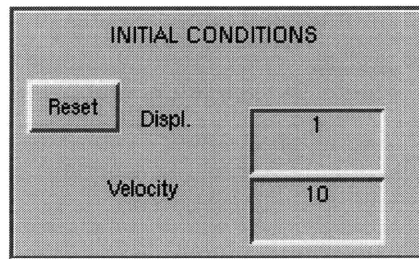 INITIAL CONDITIONS
Reset
Displ.
1
Velocity
10